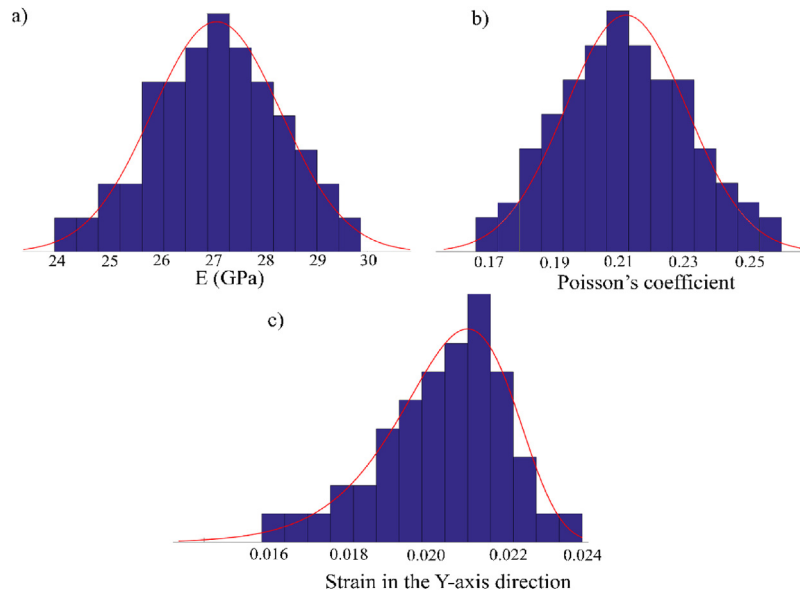 a)
24 25 26 27 28 29 30
E (GPa)
b)
0.17 0.19 0.21 0.23 0.25
Poisson's coefficient
c)
0.016 0.018 0.020 0.022 0.024
Strain in the Y-axis direction